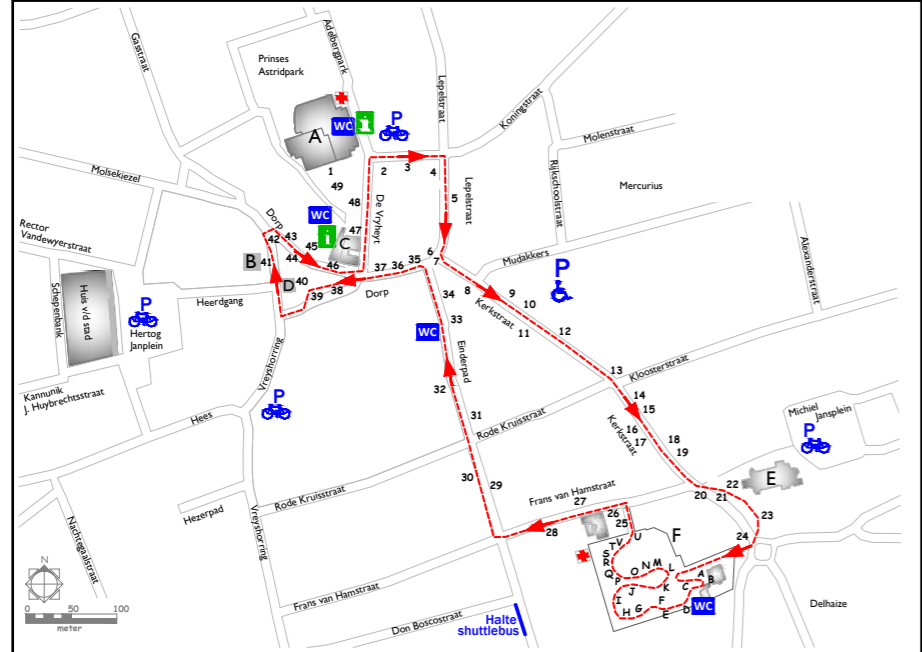 Gasstraat
Adelbergpark
Prinses
Astridpark
Lepelstraat
Koningstraat
Molenstraat
Rijkschoolstraat
Mercurius
Alexanderstraat
A
WC
i
P
1
49
48
2
3
4
5
Lepelstraat
De Vryheyt
Molsekiezel
Rector
Vandewyerstraat
Schepenbank
Huis v/d stad
P
Hertog
Janplein
Heerdgang
Dorp
WC
i
47
C
42
43
45
44
46
B
41
D
40
39
38
Dorp
37
36
35
6
7
34
33
WC
Einderpad
32
31
30
29
8
9
10
11
12
Kerkstraat
Mudakkers
P
13
Kloosterstraat
14
15
16
17
18
19
Kerkstraat
Michiel
Jansplein
P
Kannunik
J. Huybrechtsstraat
Hees
Vreyshorring
P
Rode Kruisstraat
Rode Kruisstraat
Hezerpad
Vreyshorring
Nachtegaalstraat
Frans van Hamstraat
27
28
26
25
20
21
22
E
23
24
F
U
V
T
S
R
Q
P
O
N
M
L
K
J
I
H
G
F
E
D
C
A
B
WC
Delhaize
Frans van Hamstraat
Don Bosco­straat
Halte
shuttlebus
N
0 50 100
meter